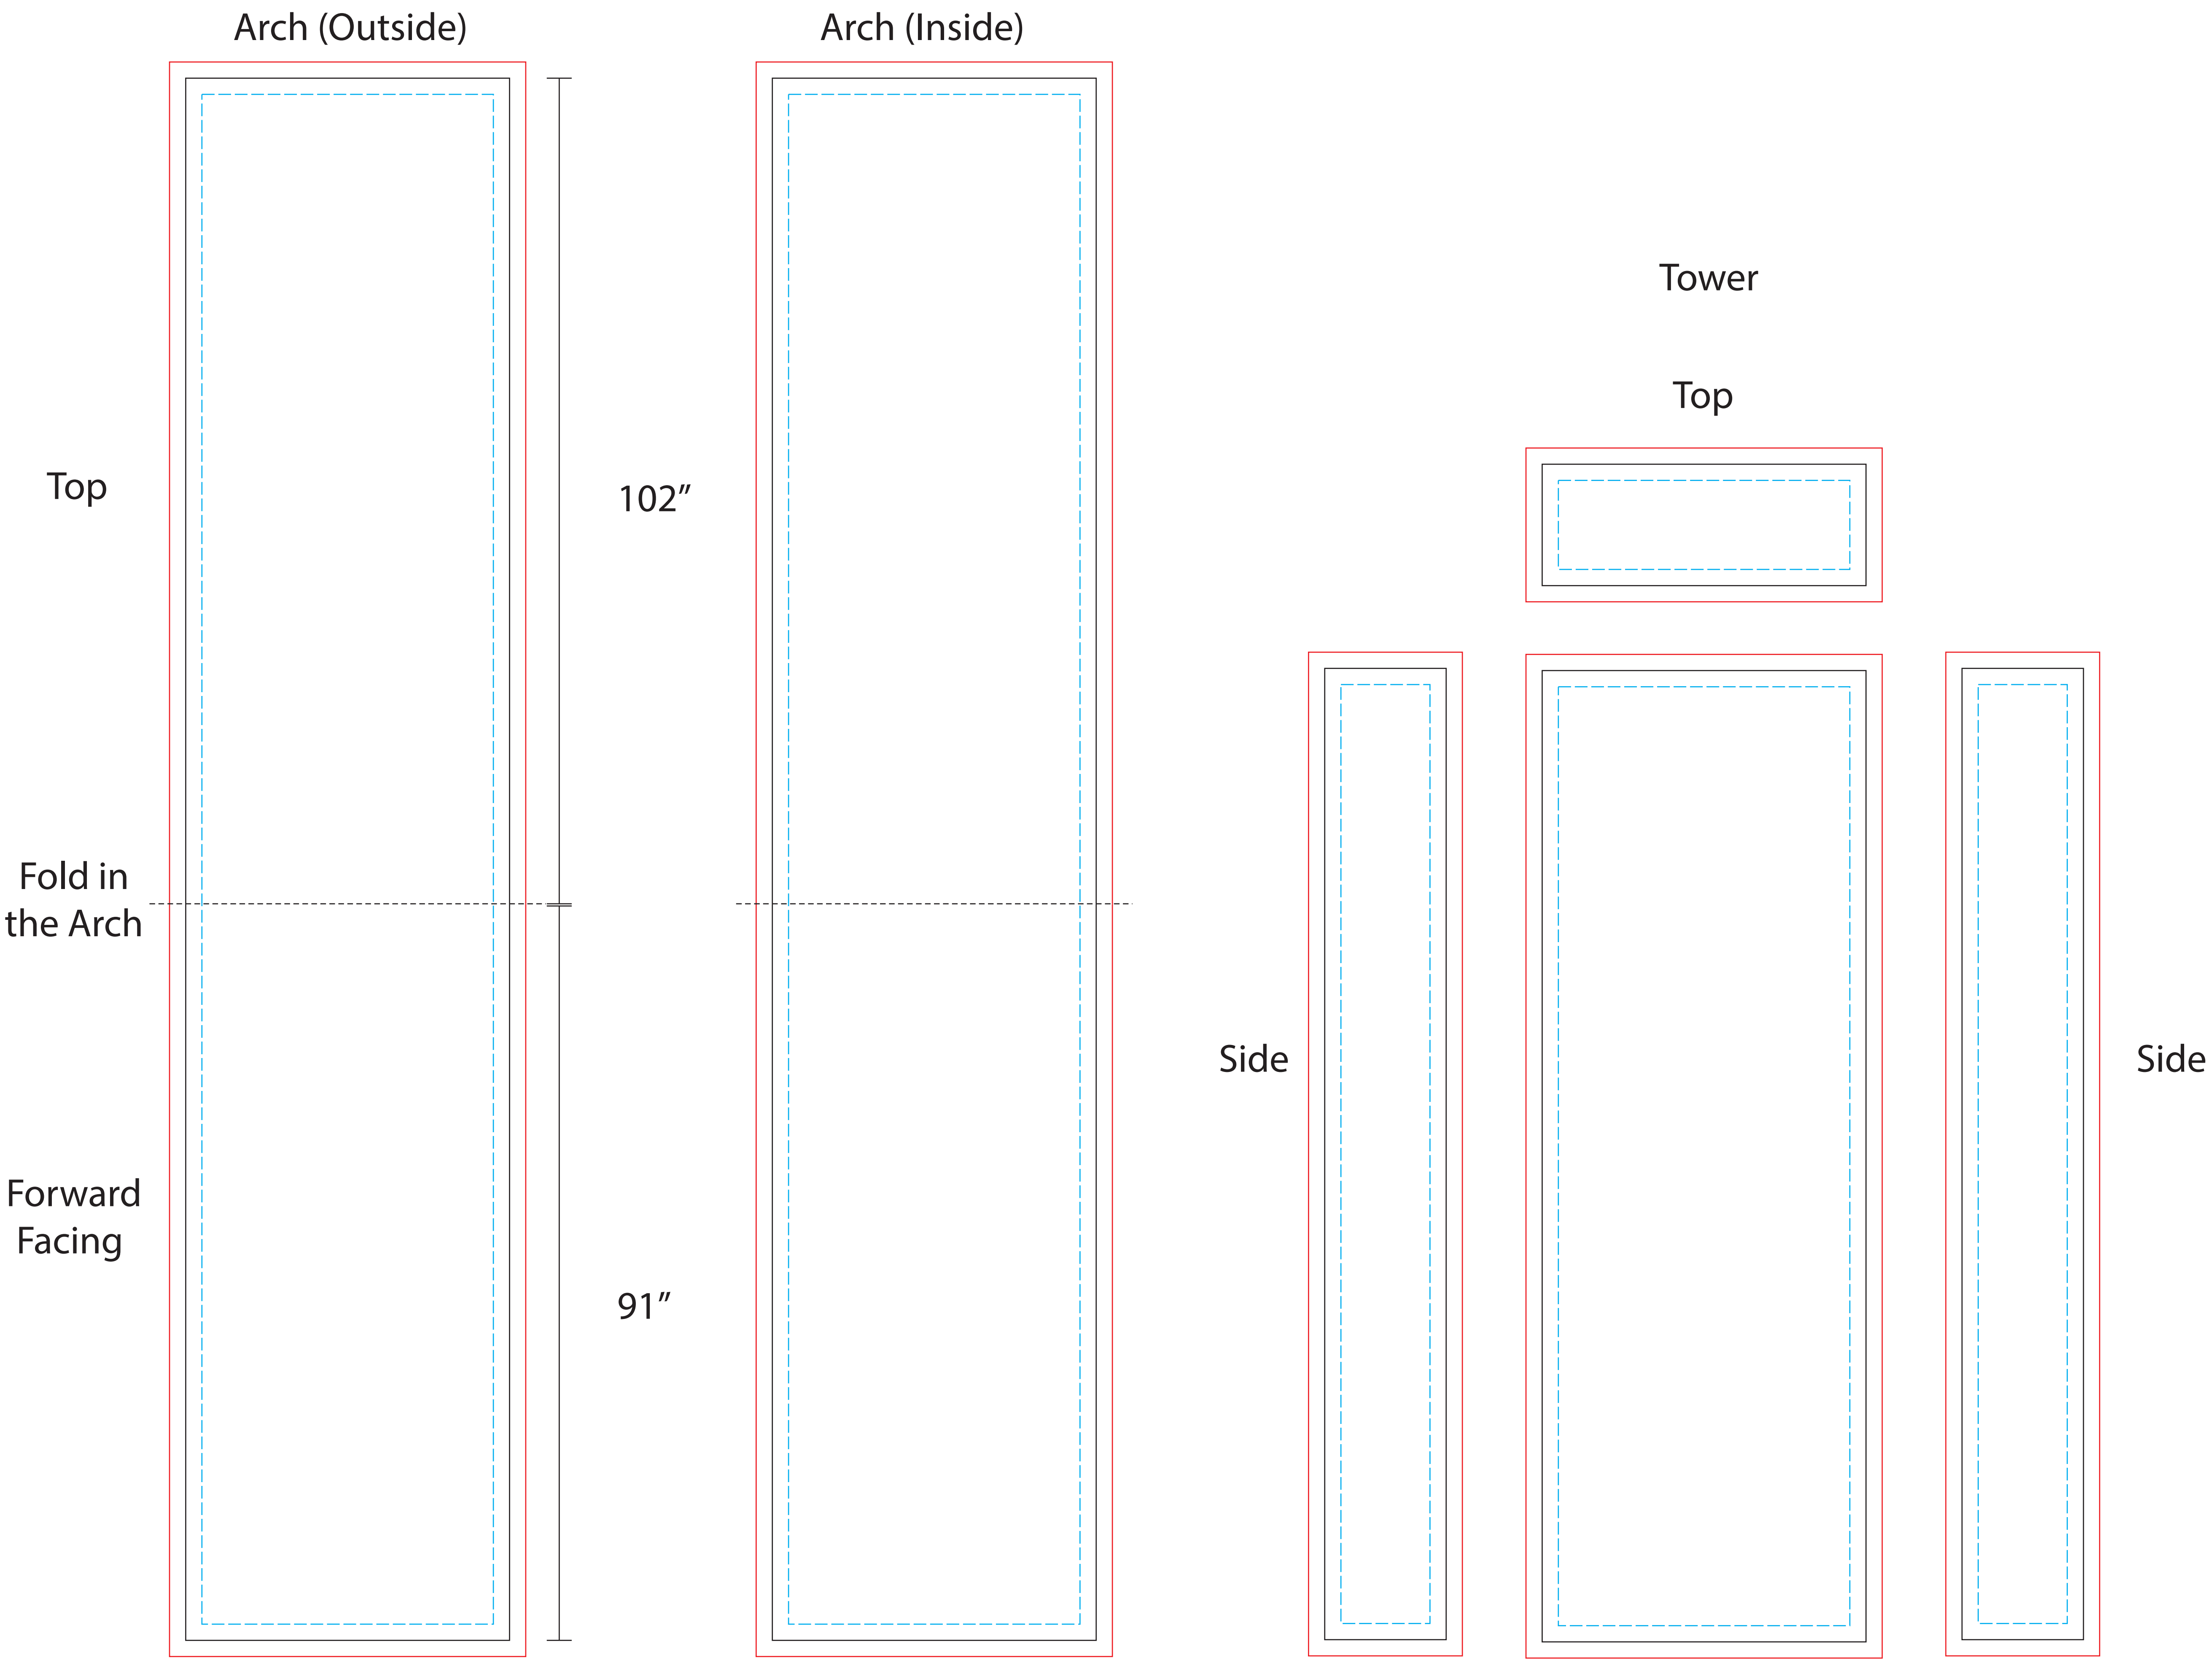 Arch (Outside)
Arch (Inside)
Tower
Top
Top
102”
Fold in
the Arch
Side
Side
Forward
Facing
91”